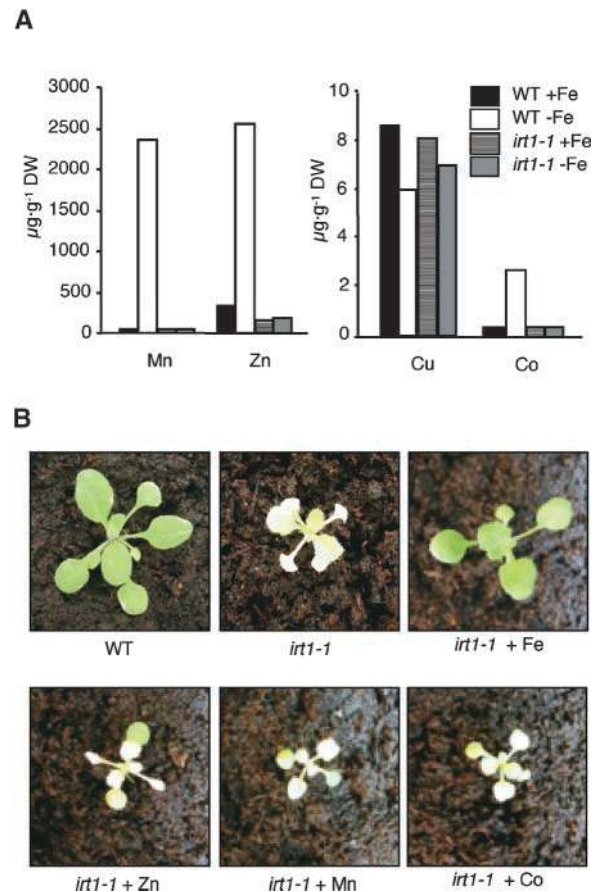 A
3000
2500
2000
1500
1000
500
0
µg·g⁻¹ DW
Mn Zn
10
8
6
4
2
0
µg·g⁻¹ DW
Cu Co
WT +Fe
WT -Fe
irt1-1 +Fe
irt1-1 -Fe
B
WT irt1-1 irt1-1 + Fe
irt1-1 + Zn irt1-1 + Mn irt1-1 + Co